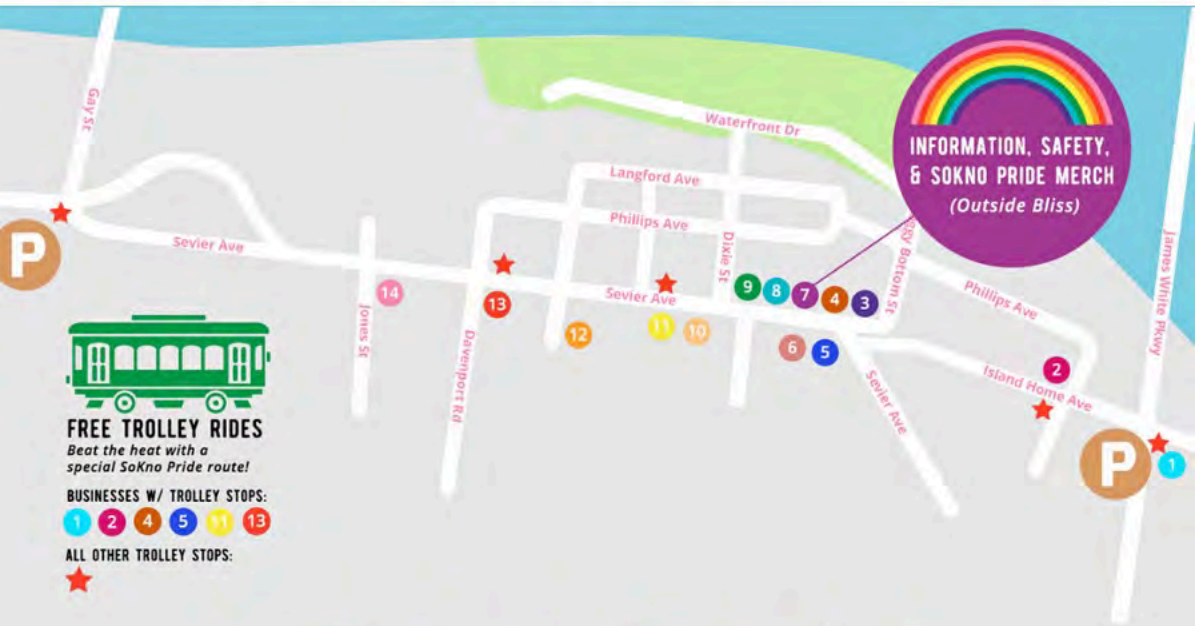 Gay St
Waterfront Dr
INFORMATION, SAFETY,
& SOKNO PRIDE MERCH
(Outside Bliss)
Langford Ave
Phillips Ave
Sevier Ave
P
Dixie St
James White Pkwy
Phillips Ave
Bottom St
Sevier Ave
9
8
7
4
3
14
13
11
10
12
6
5
Jones St
Davenport Rd
Sevier Ave
Island Home Ave
2
P
1
FREE TROLLEY RIDES
Beat the heat with a
special SoKno Pride route!
BUSINESSES W/ TROLLEY STOPS:
1 2 4 5 11 13
ALL OTHER TROLLEY STOPS: